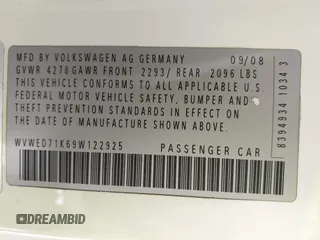 MFD BY VOLKSWAGEN AG GERMANY 09/08
GVWR 4278 GAWR FRONT 2293/ REAR 2096 LBS
THIS VEHICLE CONFORMS TO ALL APPLICABLE U.S.
FEDERAL MOTOR VEHICLE SAFETY, BUMPER AND
THEFT PREVENTION STANDARDS IN EFFECT ON
THE DATE OF MANUFACTURE SHOWN ABOVE.
WVWED71K69W122925 PASSENGER CAR
8394934 1034 3
DREAMBID